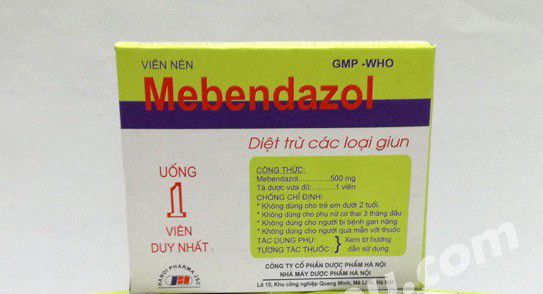 VIÊN NÉN
GMP -WHO
Mebendazol
Diệt trừ các loại giun
UỐNG
1
VIÊN
DUY NHẤT
CÔNG THỨC:
Mebendazol...............500 mg
Tá dược vừa đủ:...........1 viên
CHỐNG CHỈ ĐỊNH:
* Không dùng cho trẻ em dưới 2 tuổi.
* Không dùng cho phụ nữ có thai 3 tháng đầu
* Không dùng cho người bị bệnh gan nặng
* Không dùng cho người quá mẫn với thuốc
TÁC DỤNG PHỤ:
TƯƠNG TÁC THUỐC
} Xem tờ hướng
dẫn sử dụng
HANOI PHARMA J.S.C
CÔNG TY CỔ PHẦN DƯỢC PHẨM HÀ NỘI
NHÀ MÁY DƯỢC PHẨM HÀ NỘI
Lô 15, Khu công nghiệp Quang Minh, Mê Linh, Hà Nội
.com